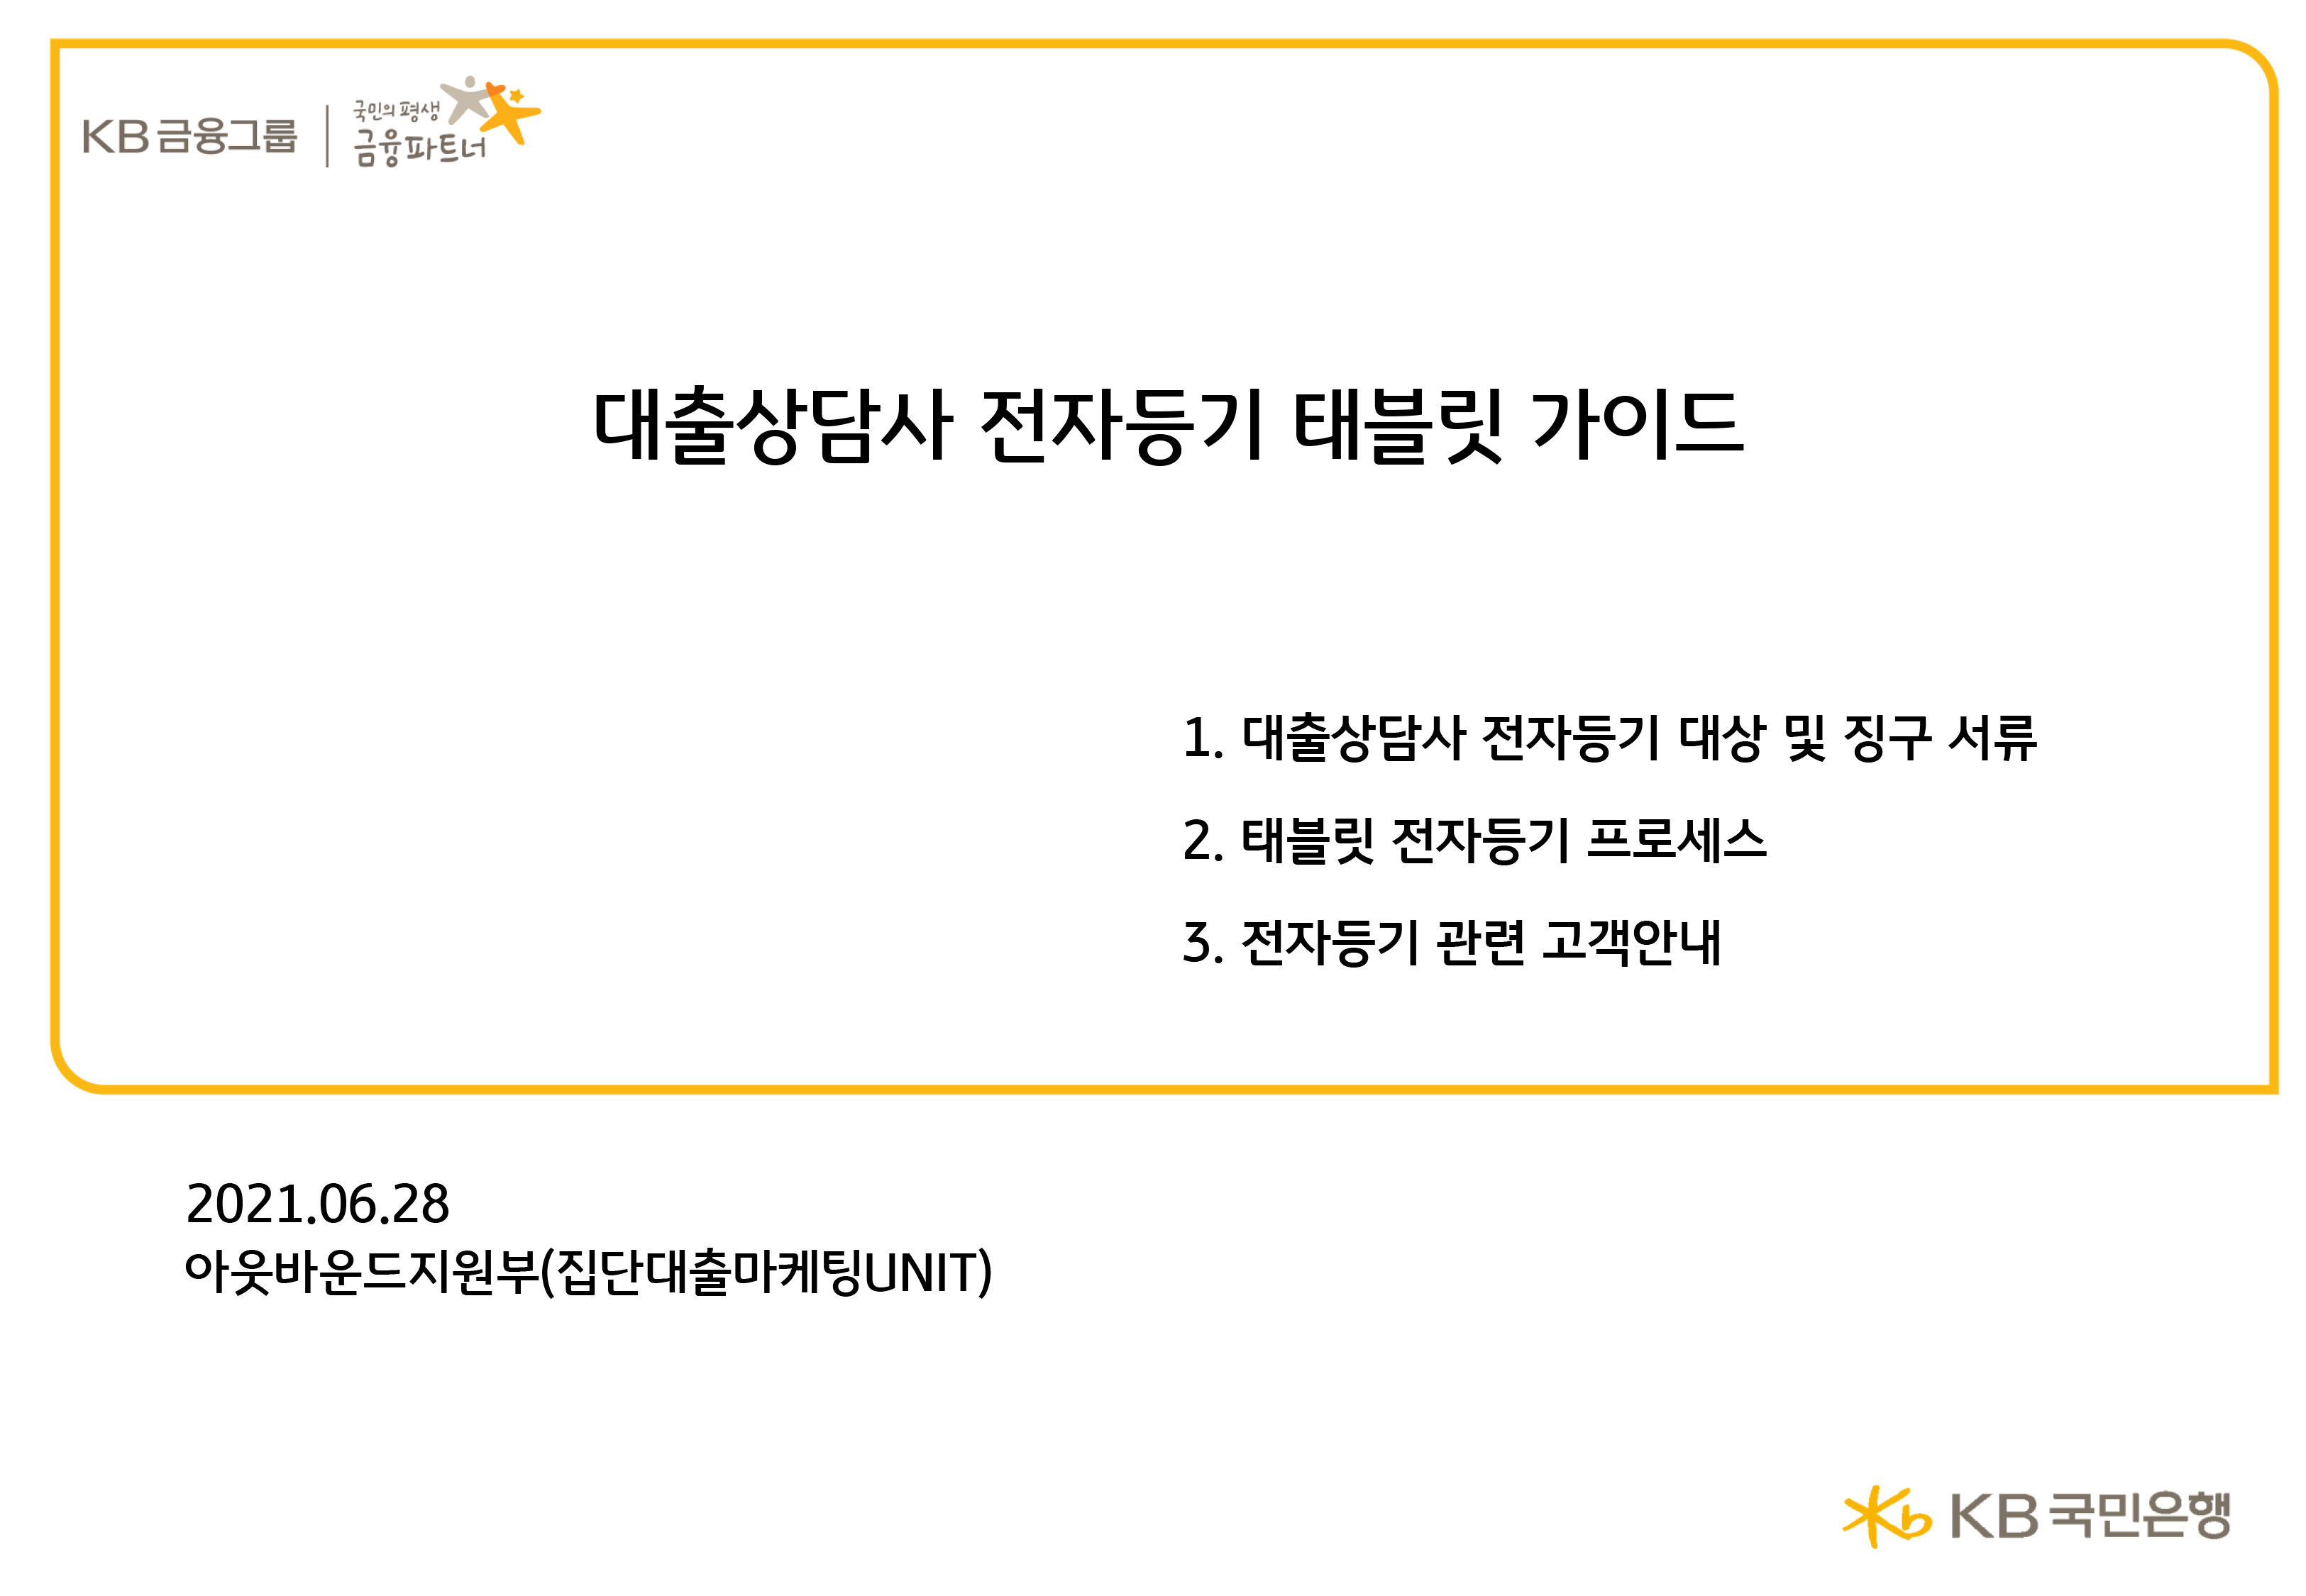 KB금융그룹
국민의 평생
금융파트너
대출상담사 전자등기 태블릿 가이드
1. 대출상담사 전자등기 대상 및 징구 서류
2. 태블릿 전자등기 프로세스
3. 전자등기 관련 고객안내
2021.06.28
아웃바운드지원부(집단대출마케팅UNIT)
KB국민은행